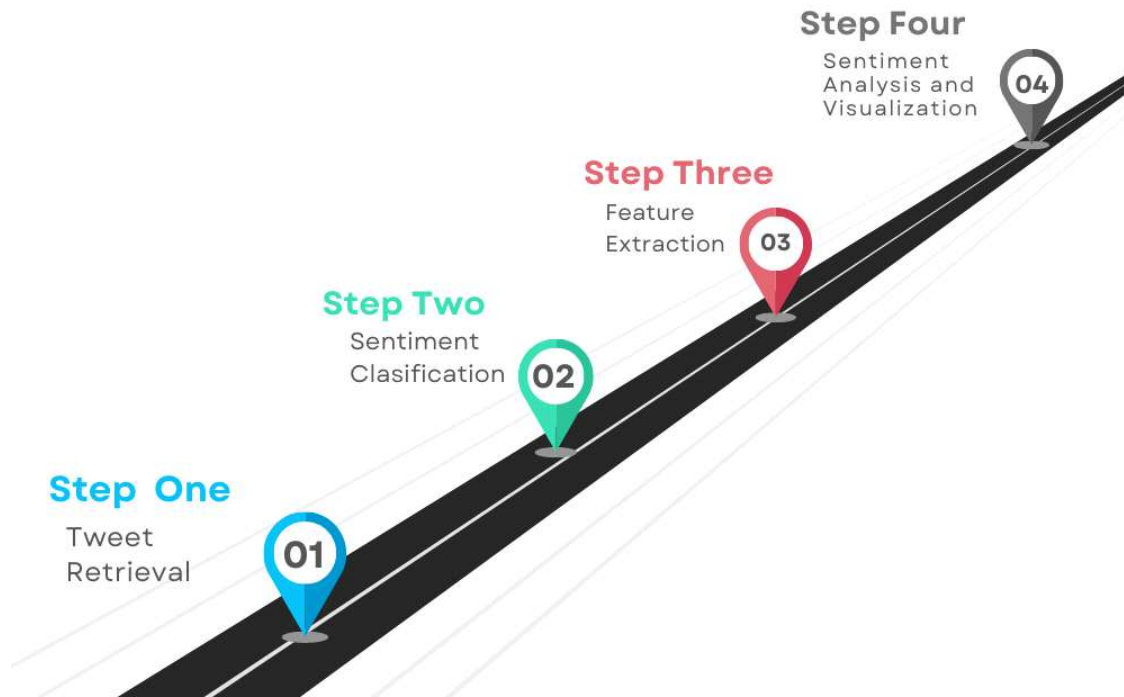 Step Four
Sentiment
Analysis and
Visualization
04
Step Three
Feature
Extraction
03
Step Two
Sentiment
Clasification
02
Step One
Tweet
Retrieval
01